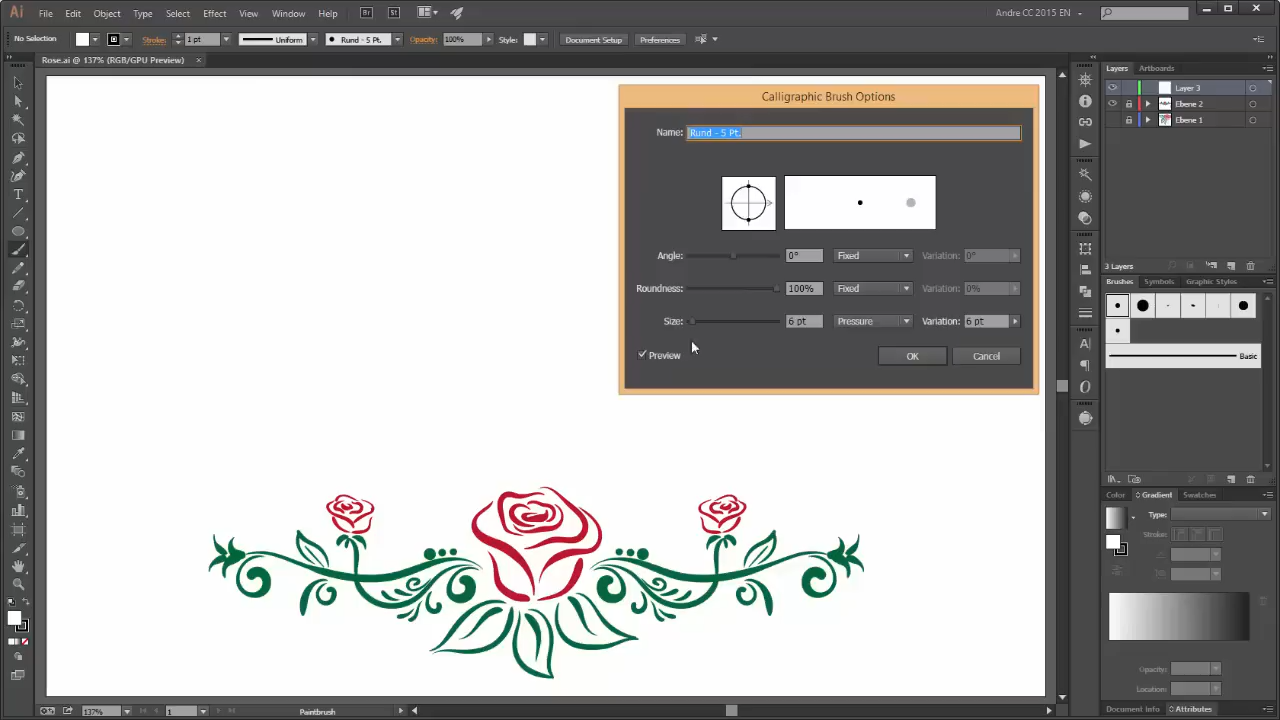 Ai File Edit Object Type Select Effect View Window Help Br St Andre CC 2015 EN
No Selection Stroke: 1 pt Uniform Rund - 5 Pt. Opacity: 100% Style: Document Setup Preferences
Rose.ai @ 137% (RGB/GPU Preview) ×
Calligraphic Brush Options
Name: Rund - 5 Pt.
Angle: 0° Fixed Variation: 0°
Roundness: 100% Fixed Variation: 0%
Size: 6 pt Pressure Variation: 6 pt
Preview OK Cancel
Layers Artboards
Layer 3
Ebene 2
Ebene 1
3 Layers
Brushes Symbols Graphic Styles
Basic
Color Gradient Swatches
Type:
Stroke:
Opacity:
Location:
Document Info Attributes
137% 1 Paintbrush